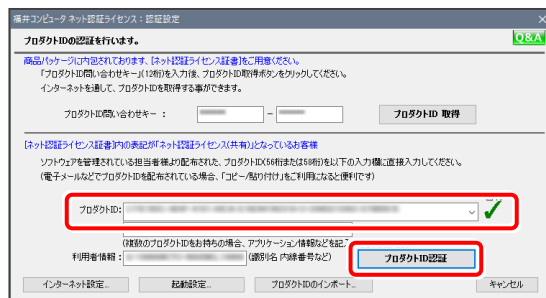 福井コンピュータ ネット認証ライセンス：認証設定
プロダクトIDの認証を行います。
Q&A
商品パッケージに内包されております、[ネット認証ライセンス証書]をご用意ください。
「プロダクトID問い合わせキー」(12桁)を入力後、プロダクトID取得ボタンをクリックしてください。
インターネットを通して、プロダクトIDを取得する事ができます。
プロダクトID問い合わせキー ：
－
プロダクトID 取得
[ネット認証ライセンス証書]内の表記が「ネット認証ライセンス(共有)」となっているお客様
ソフトウェアを管理されている担当者様より配布された、プロダクトID(56桁または58桁)を以下の入力欄に直接入力してください。
(電子メールなどでプロダクトIDを配布されている場合、「コピー/貼り付け」をご利用になると便利です)
プロダクトID:
(複数のプロダクトIDをお持ちの場合、アプリケーション情報などを記入
利用者情報：
(識別名 内線番号など)
プロダクトID認証
インターネット設定...
起動設定...
プロダクトIDのインポート...
キャンセル